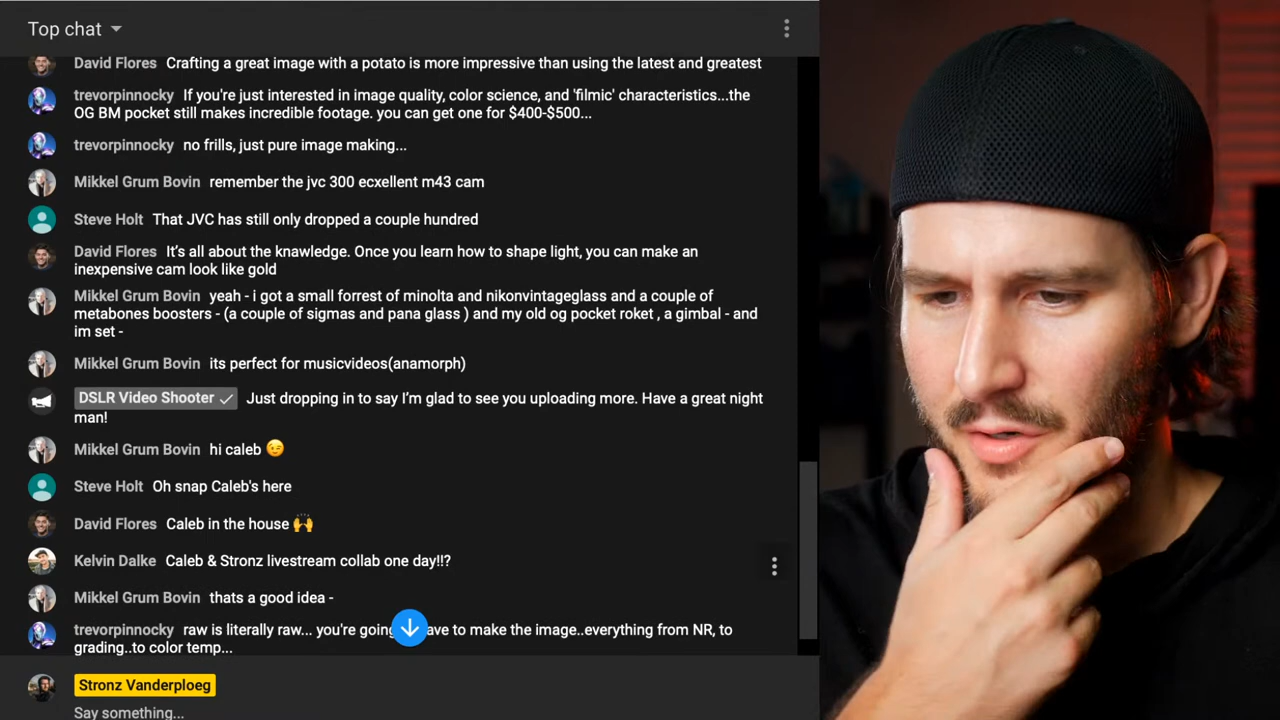 Top chat
David Flores Crafting a great image with a potato is more impressive than using the latest and greatest
trevorpinnocky If you're just interested in image quality, color science, and 'filmic' characteristics...the
OG BM pocket still makes incredible footage. you can get one for $400-$500...
trevorpinnocky no frills, just pure image making...
Mikkel Grum Bovin remember the jvc 300 ecxellent m43 cam
Steve Holt That JVC has still only dropped a couple hundred
David Flores It's all about the knawledge. Once you learn how to shape light, you can make an
inexpensive cam look like gold
Mikkel Grum Bovin yeah - i got a small forrest of minolta and nikonvintageglass and a couple of
metabones boosters - (a couple of sigmas and pana glass ) and my old og pocket roket , a gimbal - and
im set -
Mikkel Grum Bovin its perfect for musicvideos(anamorph)
DSLR Video Shooter Just dropping in to say I'm glad to see you uploading more. Have a great night
man!
Mikkel Grum Bovin hi caleb 😉
Steve Holt Oh snap Caleb's here
David Flores Caleb in the house 🙌
Kelvin Dalke Caleb & Stronz livestream collab one day!!?
Mikkel Grum Bovin thats a good idea -
trevorpinnocky raw is literally raw... you're going ave to make the image..everything from NR, to
grading..to color temp...
Stronz Vanderploeg
Say something...